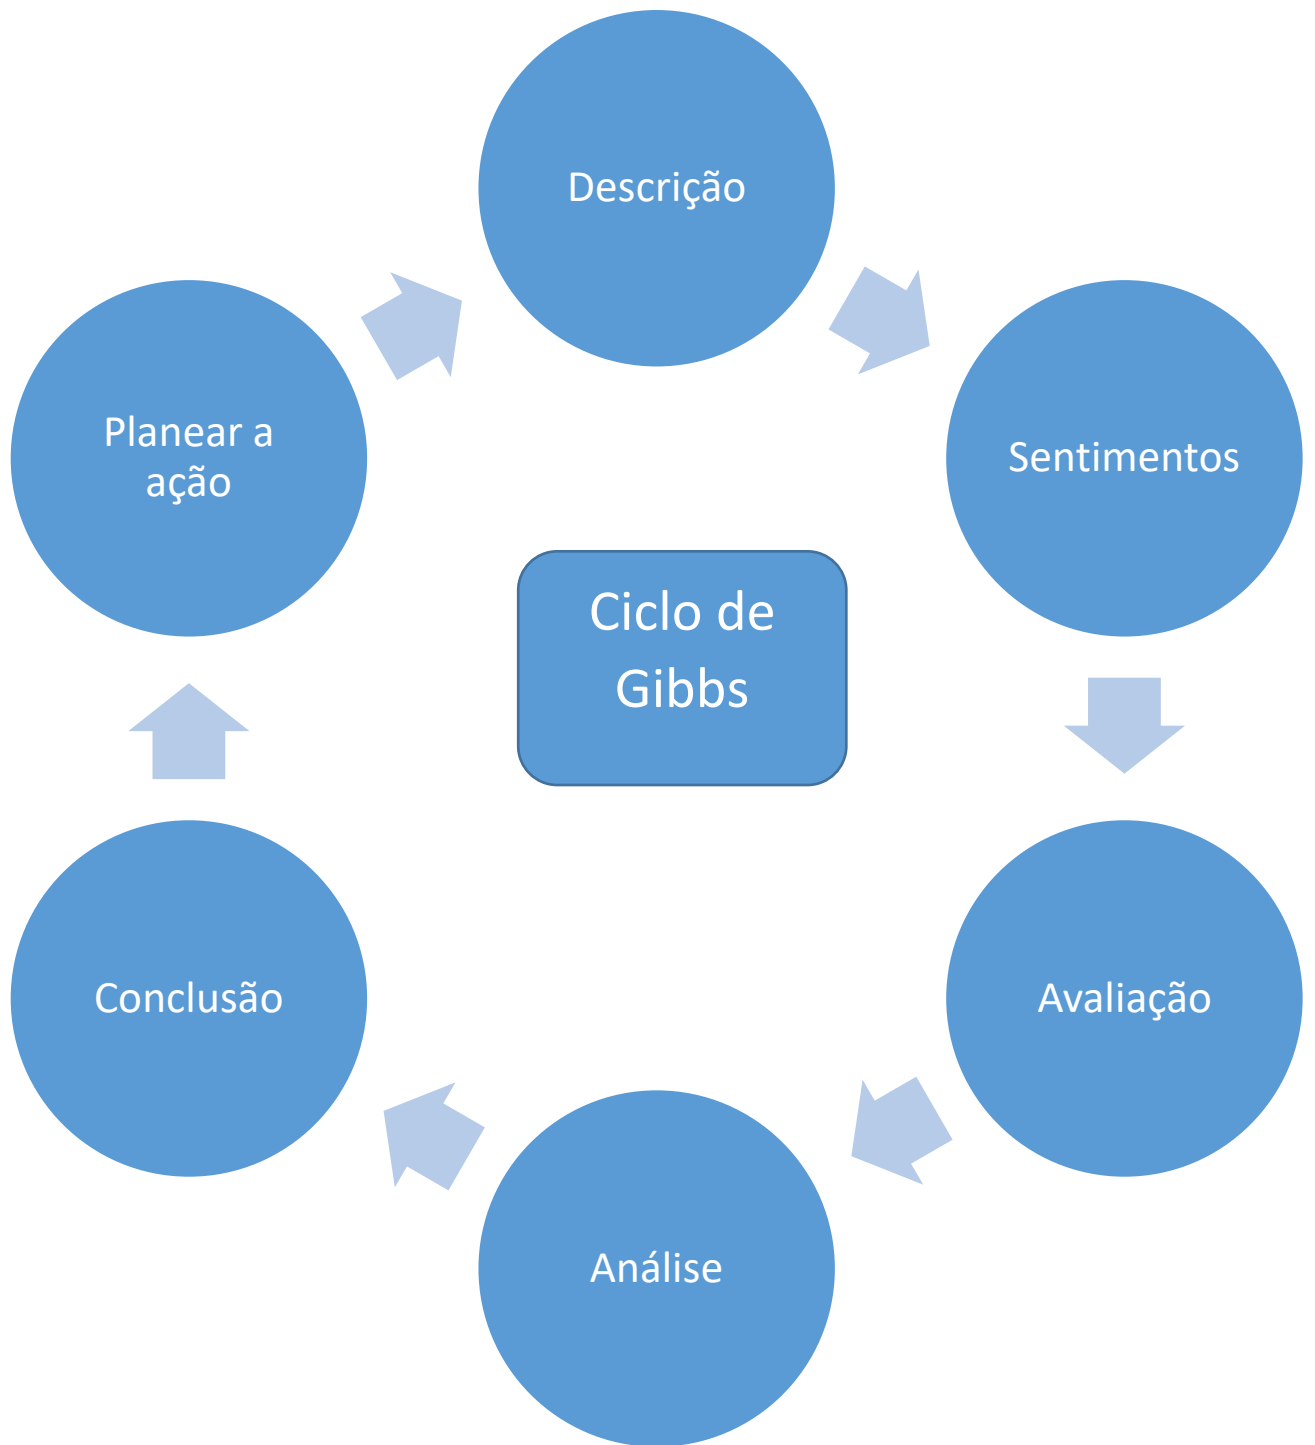 Descrição
Sentimentos
Avaliação
Análise
Conclusão
Planear a
ação
Ciclo de
Gibbs